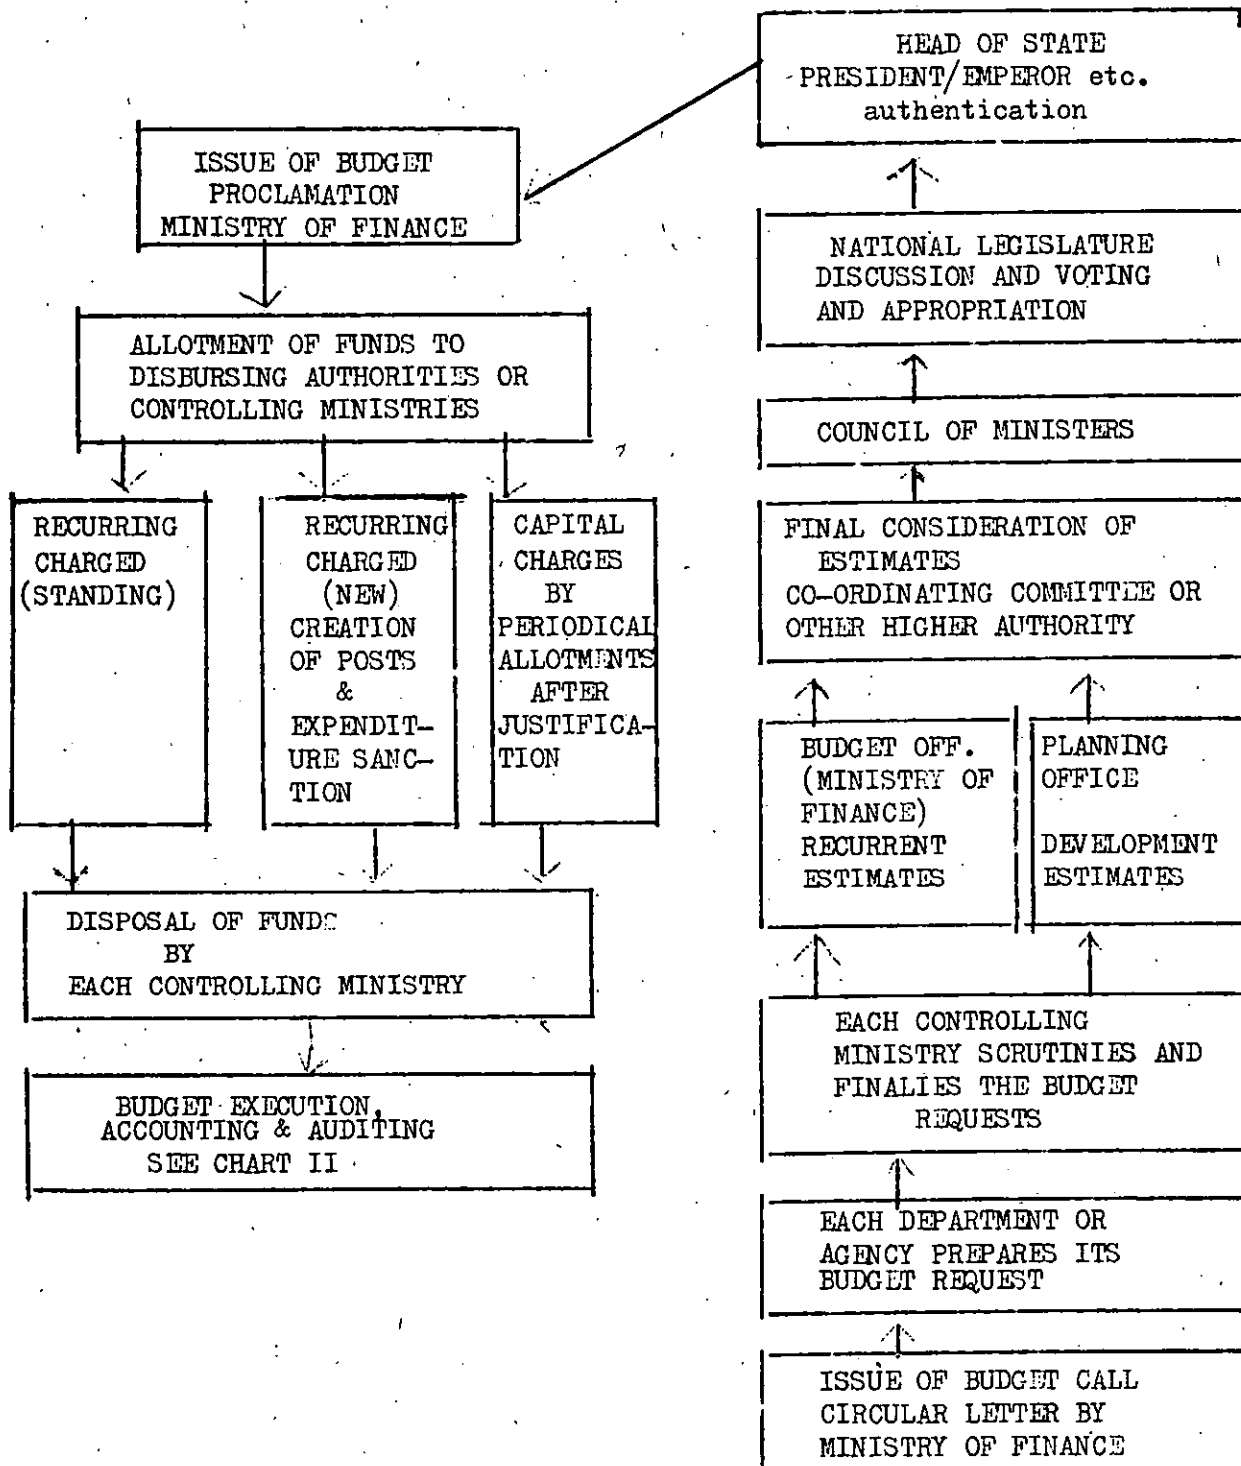 HEAD OF STATE
PRESIDENT/EMPEROR etc.
authentication
ISSUE OF BUDGET
PROCLAMATION
MINISTRY OF FINANCE
NATIONAL LEGISLATURE
DISCUSSION AND VOTING
AND APPROPRIATION
ALLOTMENT OF FUNDS TO
DISBURSING AUTHORITIES OR
CONTROLLING MINISTRIES
COUNCIL OF MINISTERS
RECURRING
CHARGED
(STANDING)
RECURRING
CHARGED
(NEW)
CREATION
OF POSTS
&
EXPENDIT-
URE SANC-
TION
CAPITAL
CHARGES
BY
PERIODICAL
ALLOTMENTS
AFTER
JUSTIFICA-
TION
FINAL CONSIDERATION OF
ESTIMATES
CO-ORDINATING COMMITTEE OR
OTHER HIGHER AUTHORITY
BUDGET OFF.
(MINISTRY OF
FINANCE)
RECURRENT
ESTIMATES
PLANNING
OFFICE
DEVELOPMENT
ESTIMATES
DISPOSAL OF FUNDS
BY
EACH CONTROLLING MINISTRY
EACH CONTROLLING
MINISTRY SCRUTINIES AND
FINALIES THE BUDGET
REQUESTS
BUDGET EXECUTION,
ACCOUNTING & AUDITING
SEE CHART II
EACH DEPARTMENT OR
AGENCY PREPARES ITS
BUDGET REQUEST
ISSUE OF BUDGET CALL
CIRCULAR LETTER BY
MINISTRY OF FINANCE